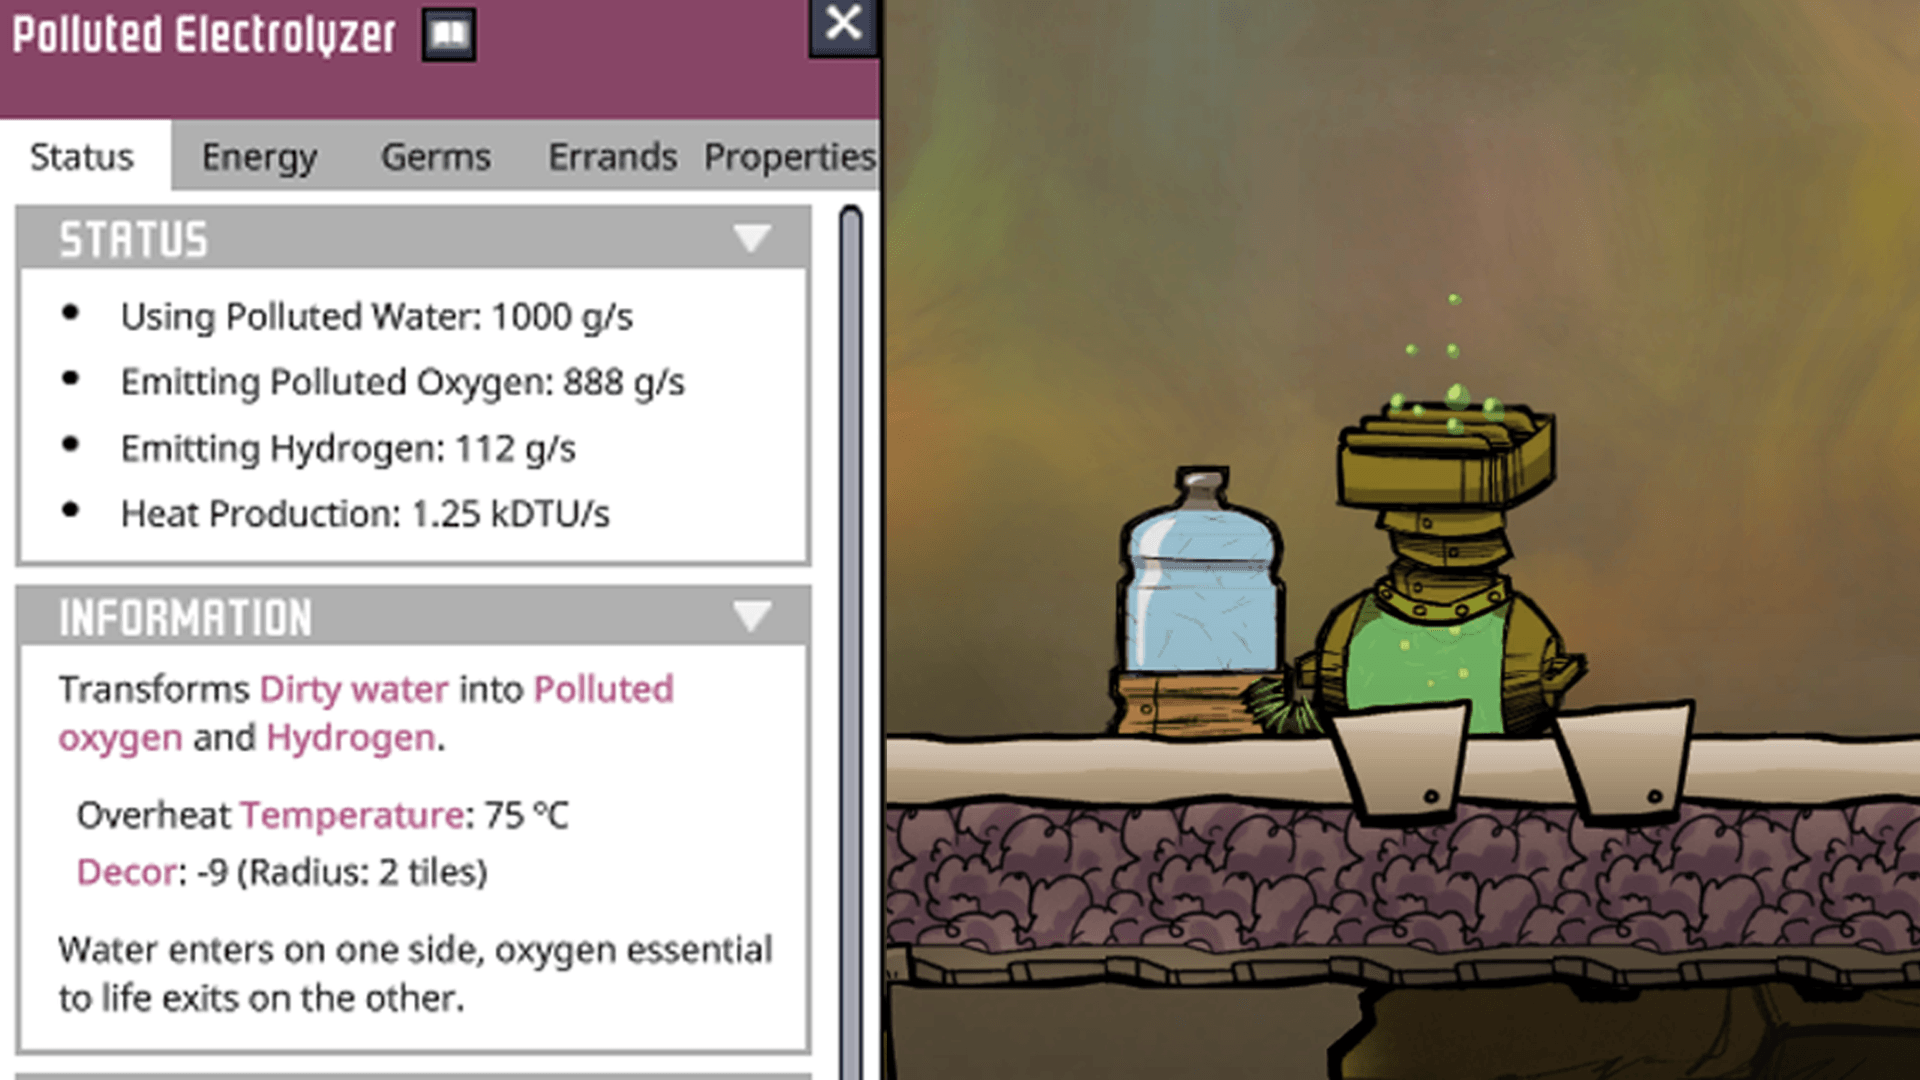 Polluted Electrolyzer
Status Energy Germs Errands Properties
STATUS
Using Polluted Water: 1000 g/s
Emitting Polluted Oxygen: 888 g/s
Emitting Hydrogen: 112 g/s
Heat Production: 1.25 kDTU/s
INFORMATION
Transforms Dirty water into Polluted
oxygen and Hydrogen.
Overheat Temperature: 75 ºC
Decor: -9 (Radius: 2 tiles)
Water enters on one side, oxygen essential
to life exits on the other.